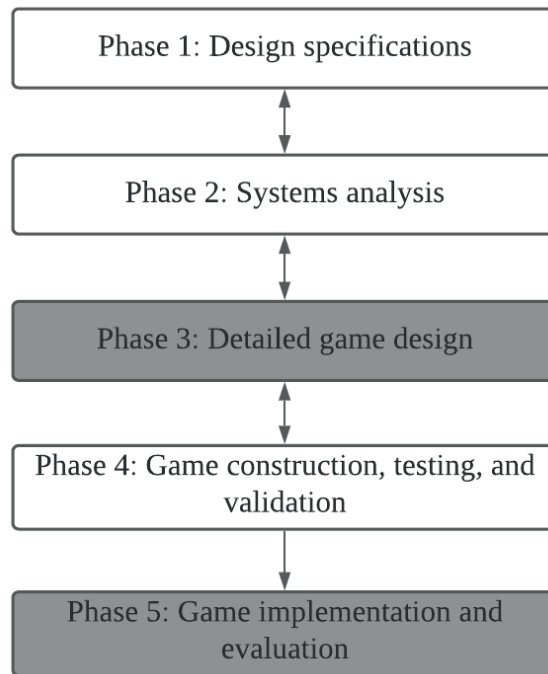 Phase 1: Design specifications
Phase 2: Systems analysis
Phase 3: Detailed game design
Phase 4: Game construction, testing, and
validation
Phase 5: Game implementation and
evaluation